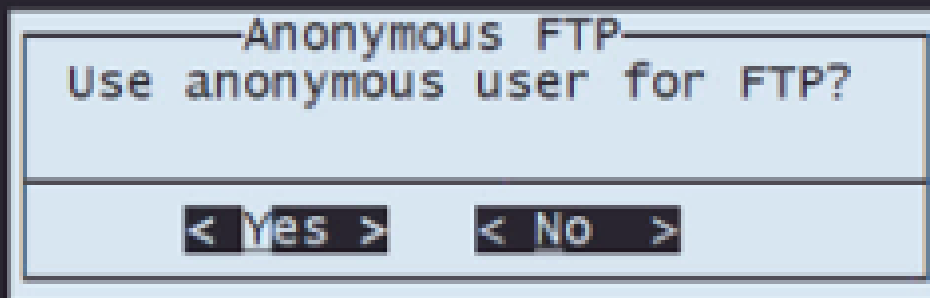 Anonymous FTP
Use anonymous user for FTP?
< Yes > < No >